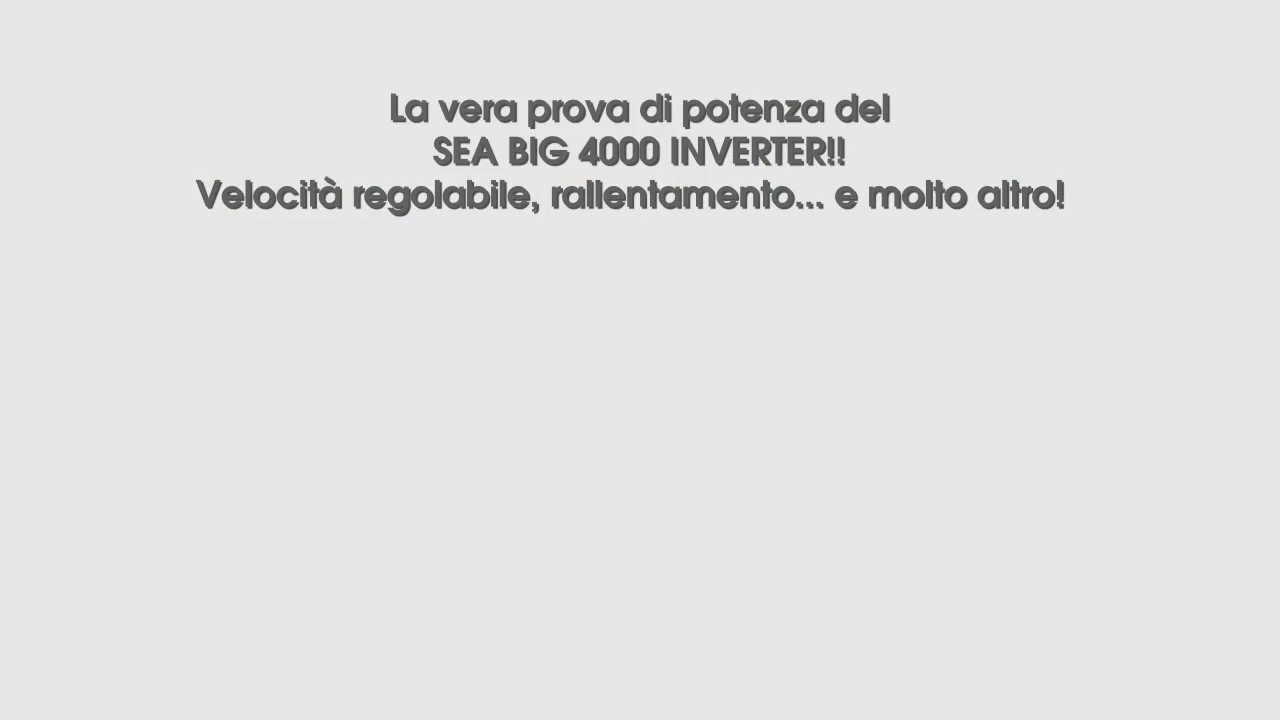 La vera prova di potenza del
SEA BIG 4000 INVERTER!!
Velocità regolabile, rallentamento... e molto altro!